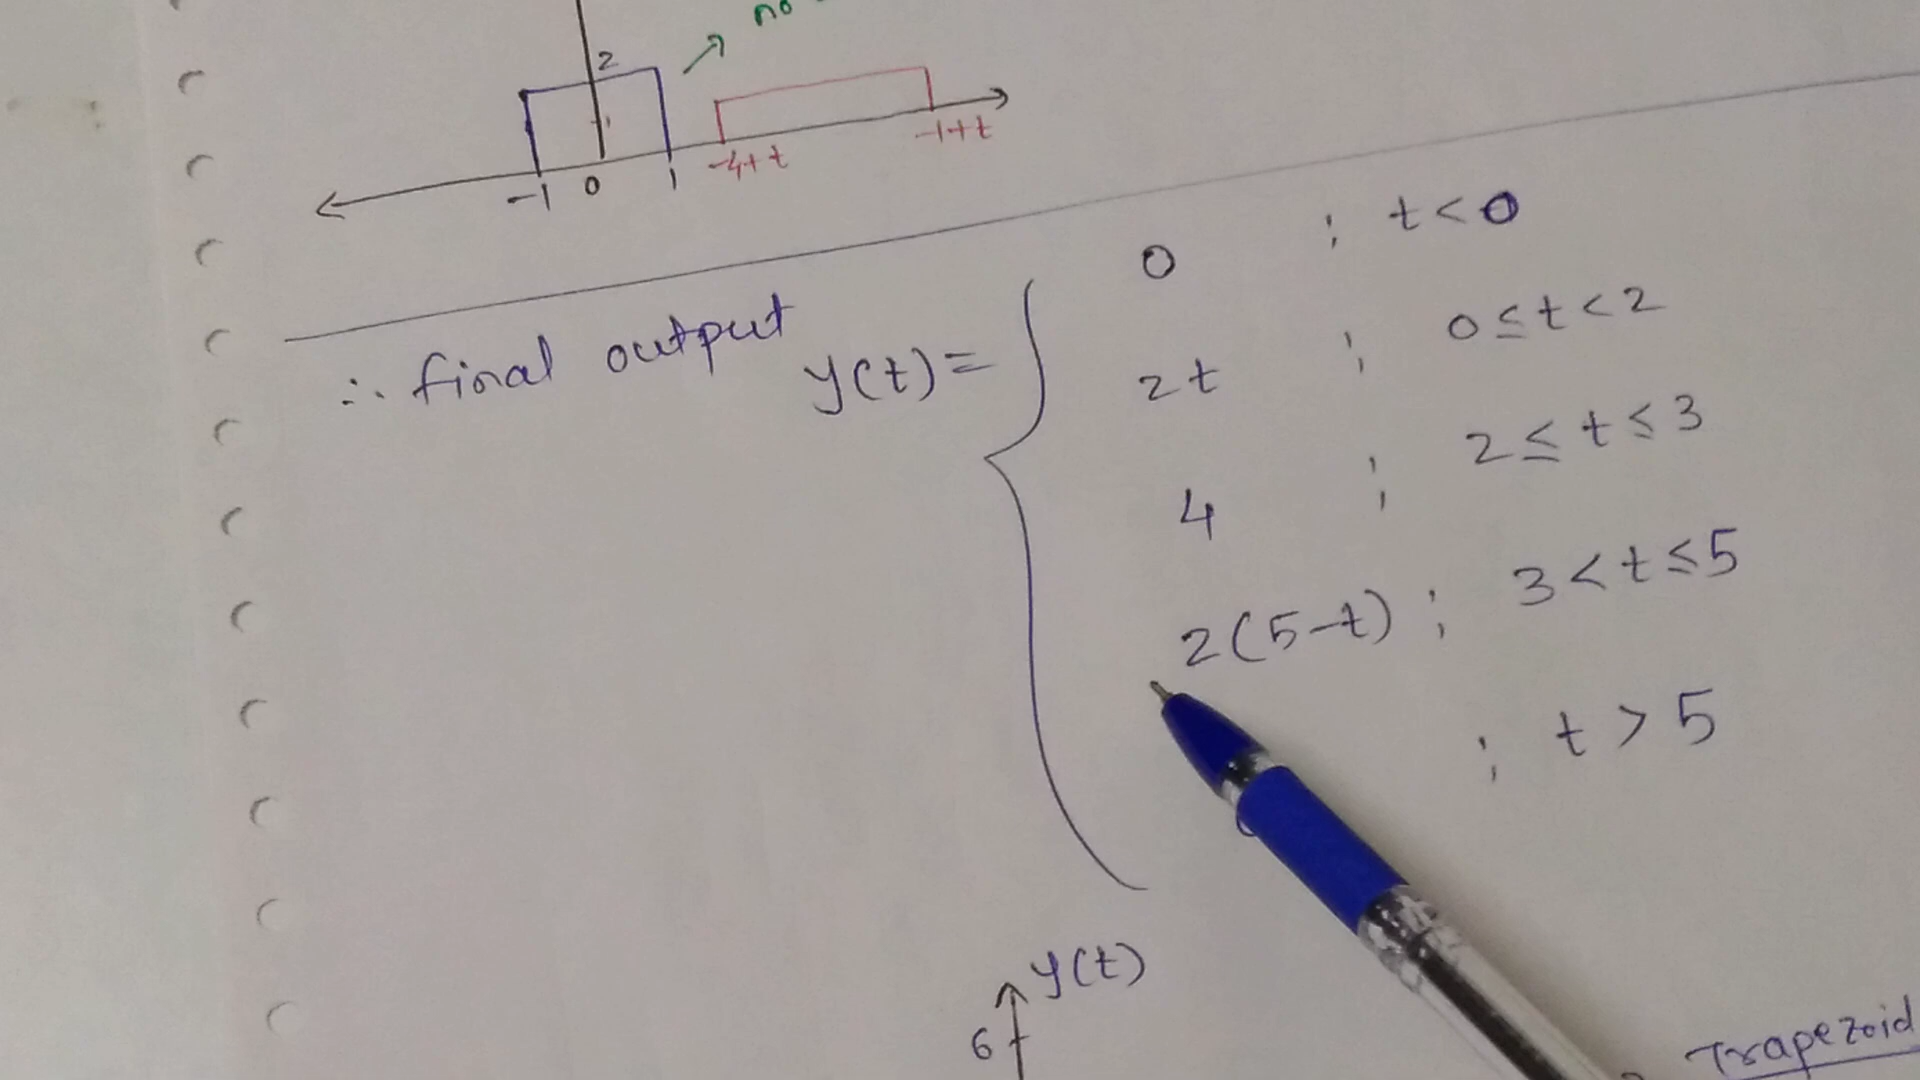 no
2
-4+t -1+t
-1 0 1
∴ final output y(t)=
0 ; t<0
2t ; 0≤t<2
4 ; 2≤t≤3
2(5-t) ; 3<t≤5
; t>5
y(t)
6
Trapezoid